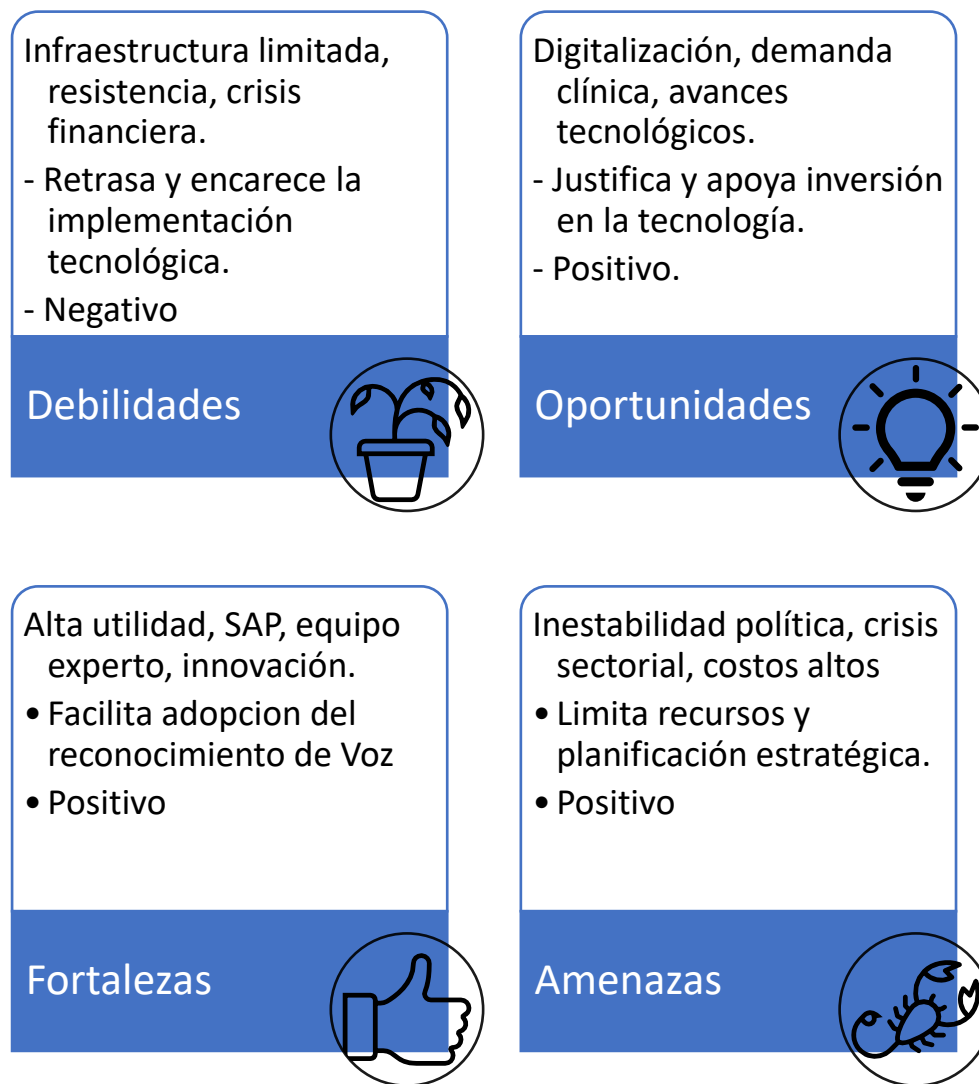 Infraestructura limitada,
resistencia, crisis
financiera.
- Retrasa y encarece la
implementación
tecnológica.
- Negativo
Debilidades
Digitalización, demanda
clínica, avances
tecnológicos.
- Justifica y apoya inversión
en la tecnología.
- Positivo.
Oportunidades
Alta utilidad, SAP, equipo
experto, innovación.
• Facilita adopcion del
reconocimiento de Voz
• Positivo
Fortalezas
Inestabilidad política, crisis
sectorial, costos altos
• Limita recursos y
planificación estratégica.
• Positivo
Amenazas